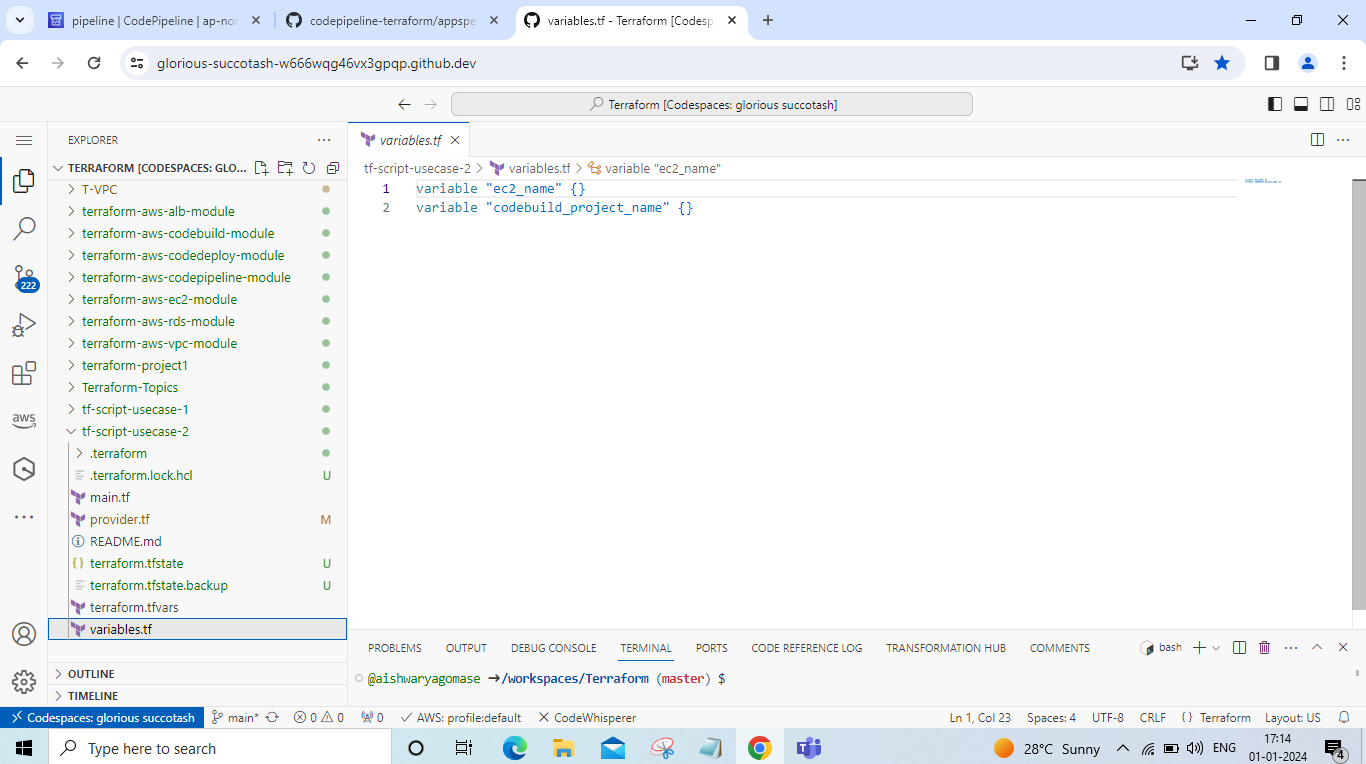 pipeline | CodePipeline | ap-nor
codepipeline-terraform/appspe
variables.tf - Terraform [Codesp
glorious-succotash-w666wqg46vx3gpqp.github.dev
Terraform [Codespaces: glorious succotash]
EXPLORER
TERRAFORM [CODESPACES: GLO...
T-VPC
terraform-aws-alb-module
terraform-aws-codebuild-module
terraform-aws-codedeploy-module
terraform-aws-codepipeline-module
terraform-aws-ec2-module
terraform-aws-rds-module
terraform-aws-vpc-module
terraform-project1
Terraform-Topics
tf-script-usecase-1
tf-script-usecase-2
.terraform
.terraform.lock.hcl U
main.tf
provider.tf M
README.md
terraform.tfstate U
terraform.tfstate.backup U
terraform.tfvars
variables.tf
OUTLINE
TIMELINE
222
aws
variables.tf
tf-script-usecase-2 > variables.tf > variable "ec2_name"
1 variable "ec2_name" {}
2 variable "codebuild_project_name" {}
PROBLEMS OUTPUT DEBUG CONSOLE TERMINAL PORTS CODE REFERENCE LOG TRANSFORMATION HUB COMMENTS bash
@aishwaryagomase ➜/workspaces/Terraform (master) $
Codespaces: glorious succotash main* 0 0 0 AWS: profile:default CodeWhisperer Ln 1, Col 23 Spaces: 4 UTF-8 CRLF {} Terraform Layout: US
Type here to search
28°C Sunny
ENG
17:14
01-01-2024
4